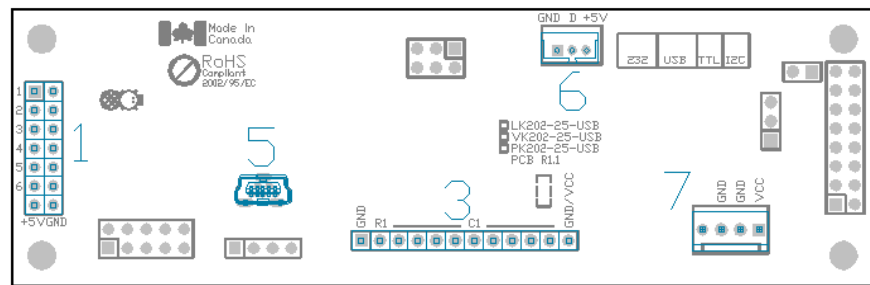 GND D +5V
Made In
Canada
RoHS
Compliant
2002/95/EC
232 USB TTL I2C
6
LK202-25-USB
VK202-25-USB
PK202-25-USB
PCB R1.1
1
2
3
4
5
6
+5VGND
1
5
3
7
GND R1 C1 GND/VCC
GND/VCC
GND GND VCC